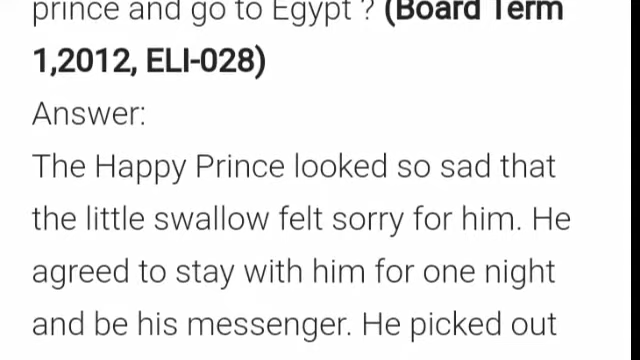 prince and go to Egypt ? (Board Term
1,2012, ELI-028)
Answer:
The Happy Prince looked so sad that
the little swallow felt sorry for him. He
agreed to stay with him for one night
and be his messenger. He picked out